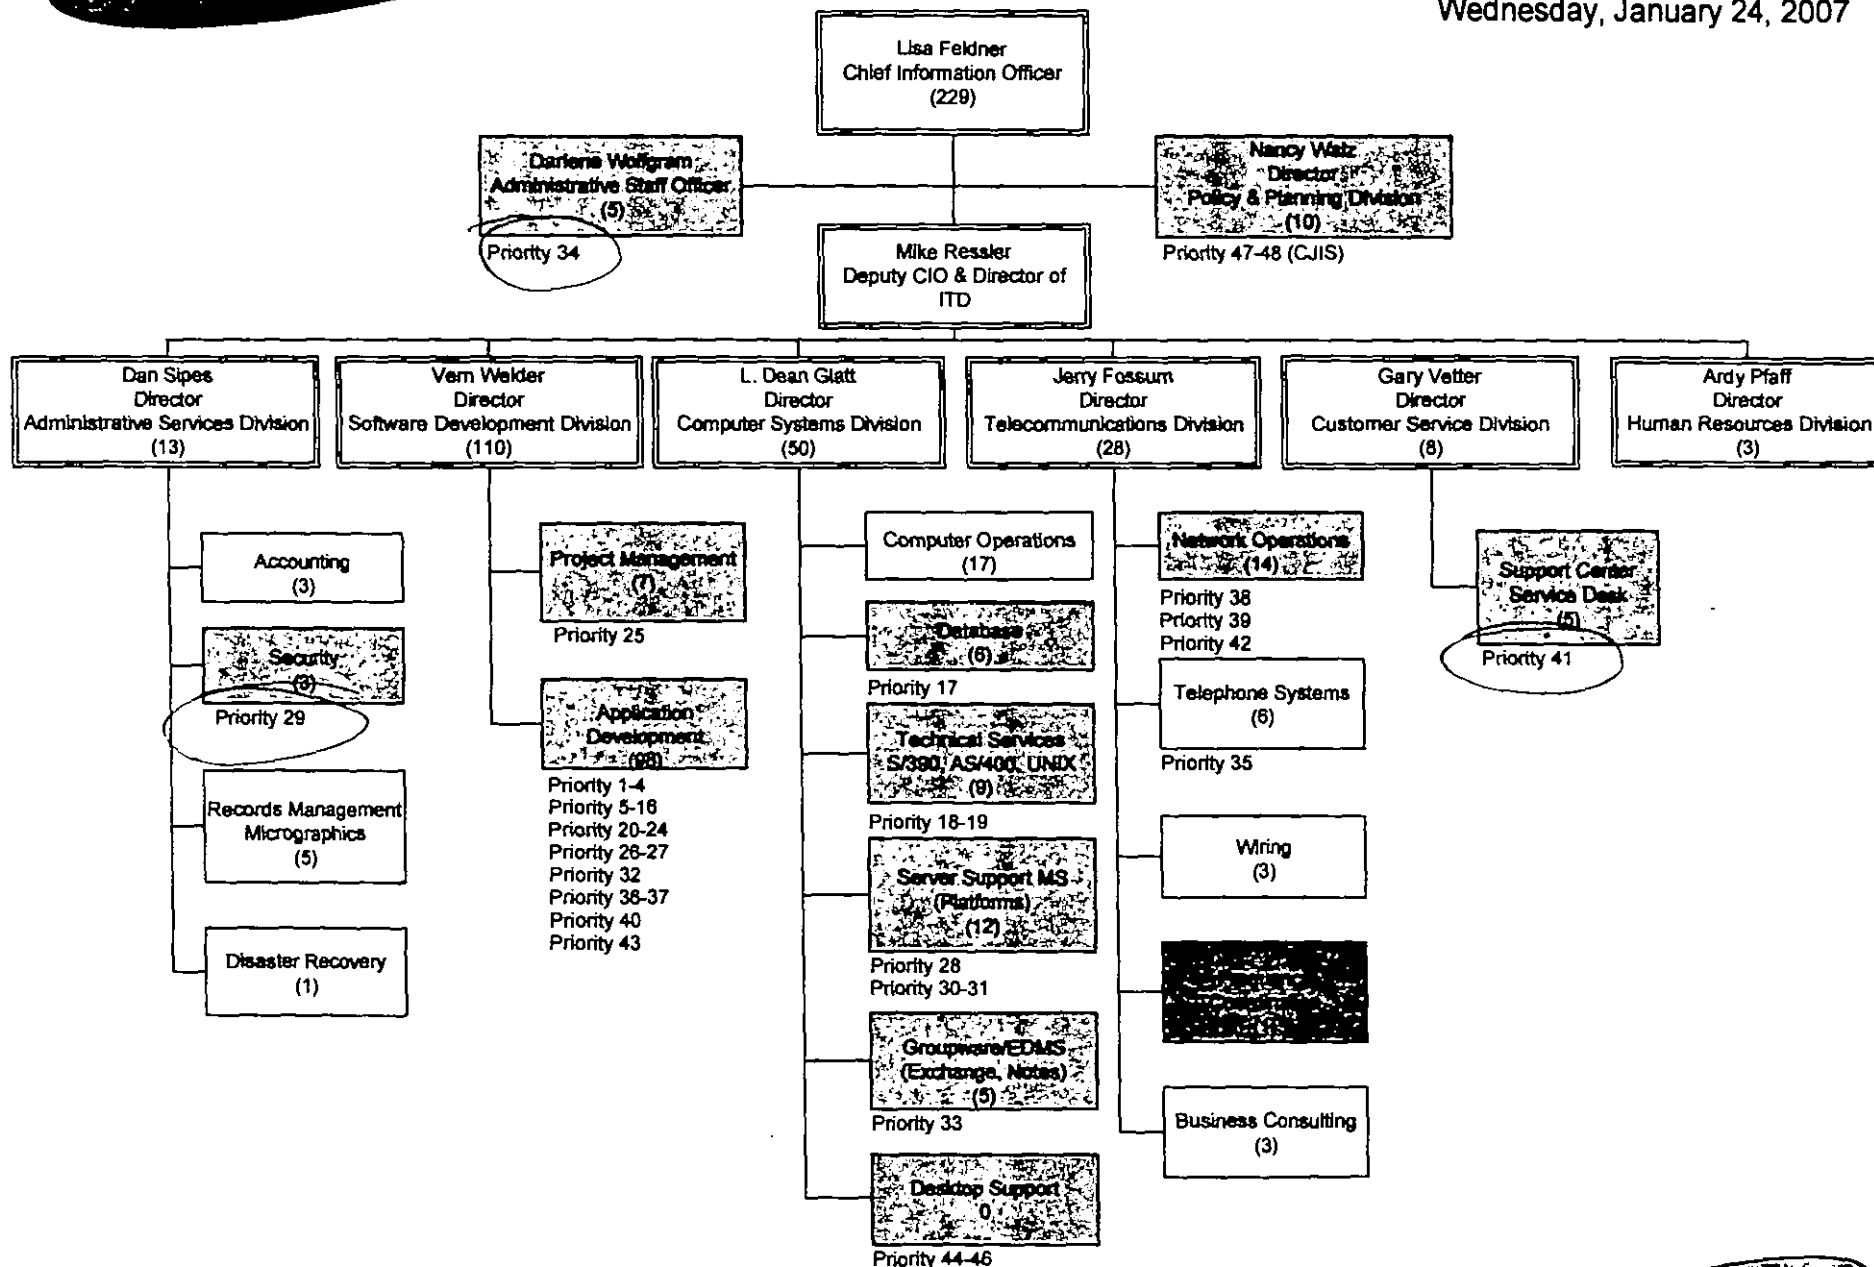 Wednesday, January 24, 2007
Lisa Feldner
Chief Information Officer
(229)
Darlene Wolfgram
Administrative Staff Officer
(5)
Priority 34
Nancy Walz
Director
Policy & Planning Division
(10)
Priority 47-48 (CJIS)
Mike Ressler
Deputy CIO & Director of
ITD
Dan Sipes
Director
Administrative Services Division
(13)
Vern Welder
Director
Software Development Division
(110)
L. Dean Glatt
Director
Computer Systems Division
(50)
Jerry Fossum
Director
Telecommunications Division
(28)
Gary Vetter
Director
Customer Service Division
(8)
Ardy Pfaff
Director
Human Resources Division
(3)
Accounting
(3)
Security
(3)
Priority 29
Records Management
Micrographics
(5)
Disaster Recovery
(1)
Project Management
(7)
Priority 25
Application
Development
Priority 1-4
Priority 5-16
Priority 20-24
Priority 26-27
Priority 32
Priority 36-37
Priority 40
Priority 43
Computer Operations
(17)
Database
(6)
Priority 17
Technical Services
S/390, AS/400, UNIX
(9)
Priority 18-19
Server Support MS
(Platforms)
(12)
Priority 28
Priority 30-31
Groupware/EDMS
(Exchange, Notes)
(5)
Priority 33
Desktop Support
0
Priority 44-46
Network Operations
(14)
Priority 38
Priority 39
Priority 42
Telephone Systems
(6)
Priority 35
Wiring
(3)
Business Consulting
(3)
Support Center
Service Desk
(5)
Priority 41